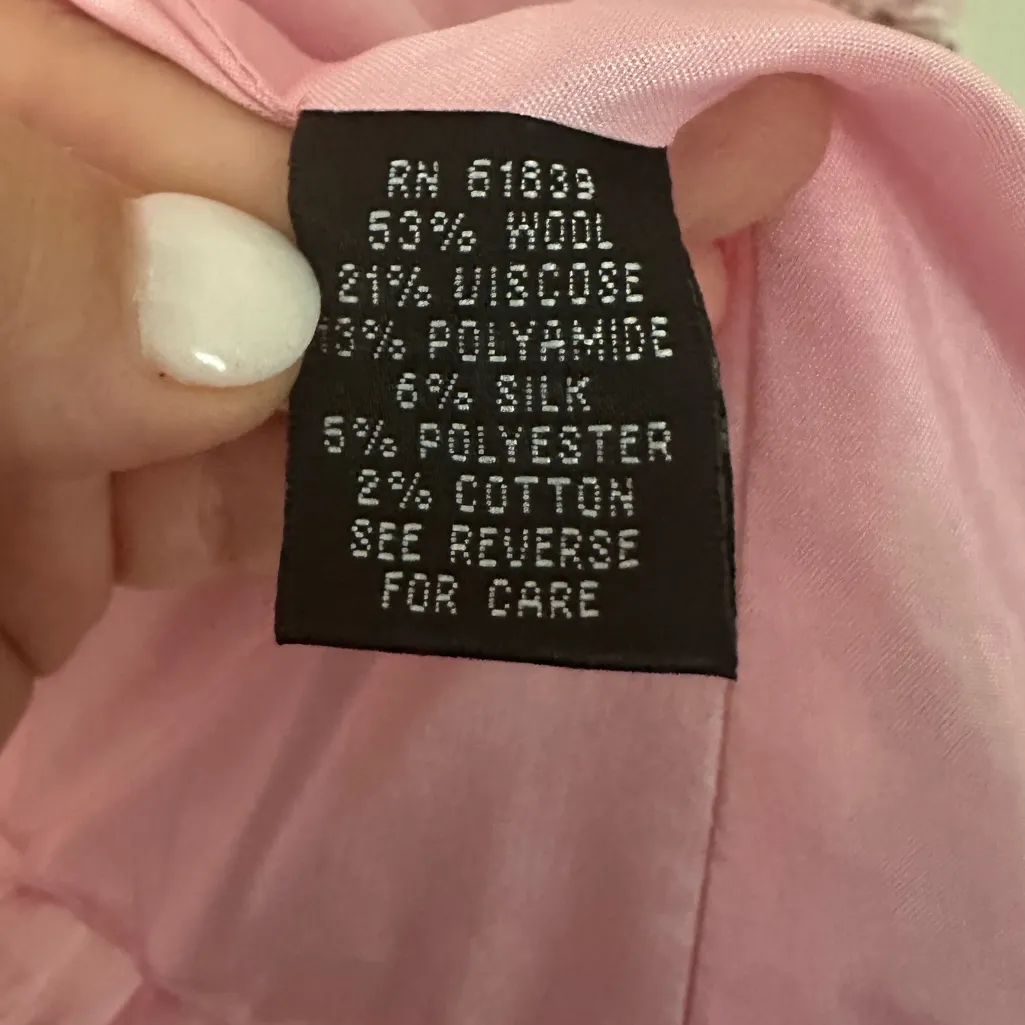 RN 61839
53% WOOL
21% VISCOSE
13% POLYAMIDE
6% SILK
5% POLYESTER
2% COTTON
SEE REVERSE
FOR CARE